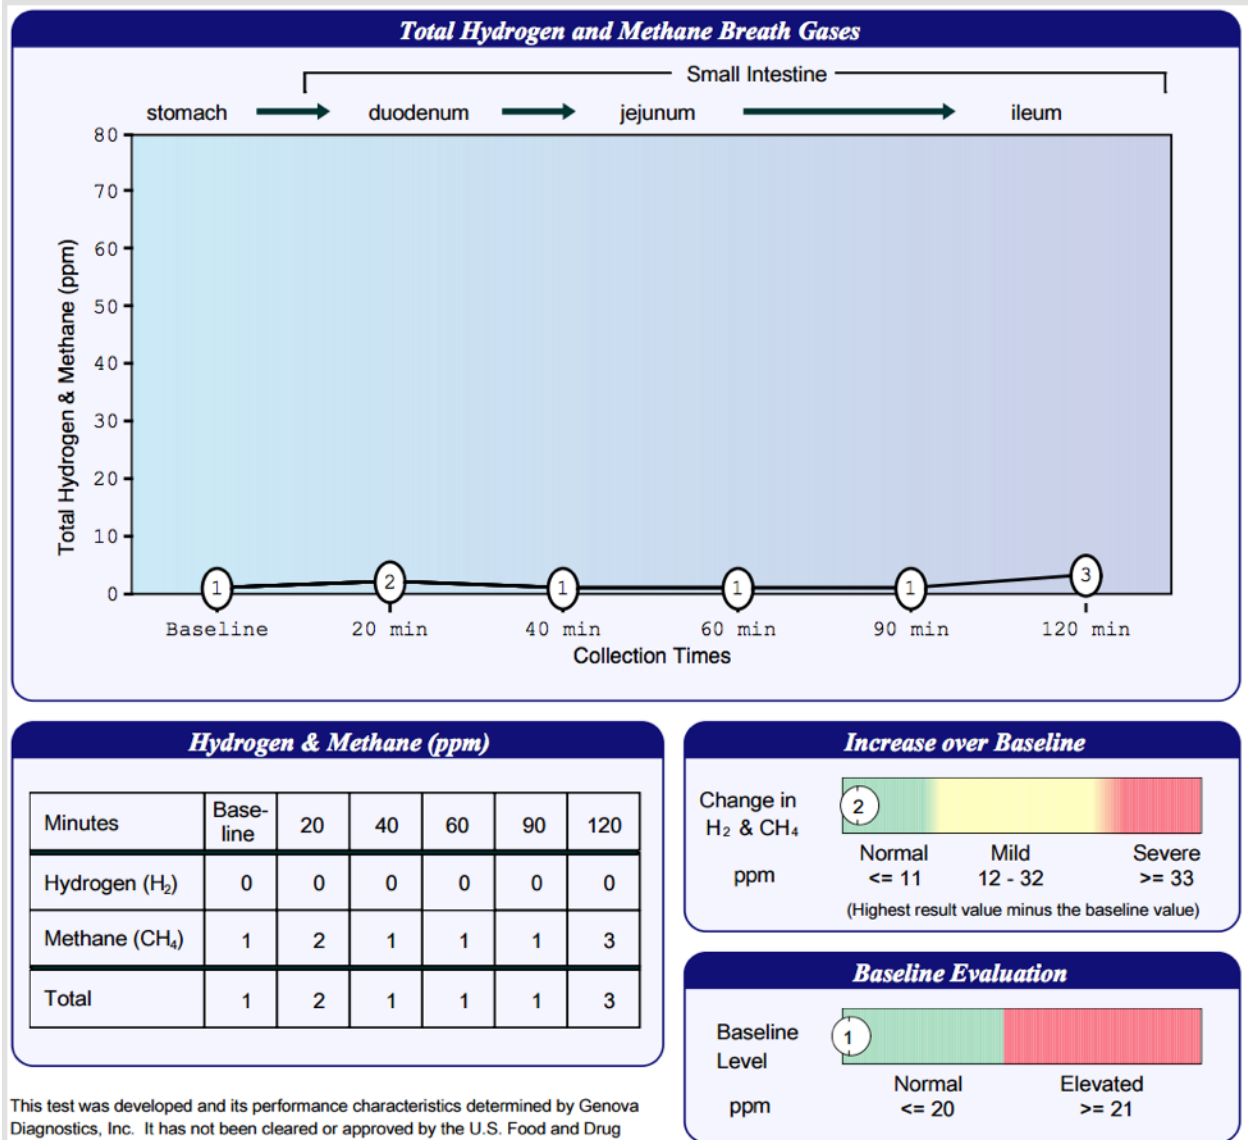 Total Hydrogen and Methane Breath Gases
Small Intestine
stomach duodenum jejunum ileum
Total Hydrogen & Methane (ppm)
80
70
60
50
40
30
20
10
0
1 2 1 1 1 3
Baseline 20 min 40 min 60 min 90 min 120 min
Collection Times
Hydrogen & Methane (ppm)
Minutes Base-line 20 40 60 90 120
Hydrogen (H₂) 0 0 0 0 0 0
Methane (CH₄) 1 2 1 1 1 3
Total 1 2 1 1 1 3
Increase over Baseline
Change in
H₂ & CH₄
2
ppm
Normal Mild Severe
<= 11 12 - 32 >= 33
(Highest result value minus the baseline value)
Baseline Evaluation
Baseline
Level
1
ppm
Normal Elevated
<= 20 >= 21
This test was developed and its performance characteristics determined by Genova
Diagnostics, Inc. It has not been cleared or approved by the U.S. Food and Drug